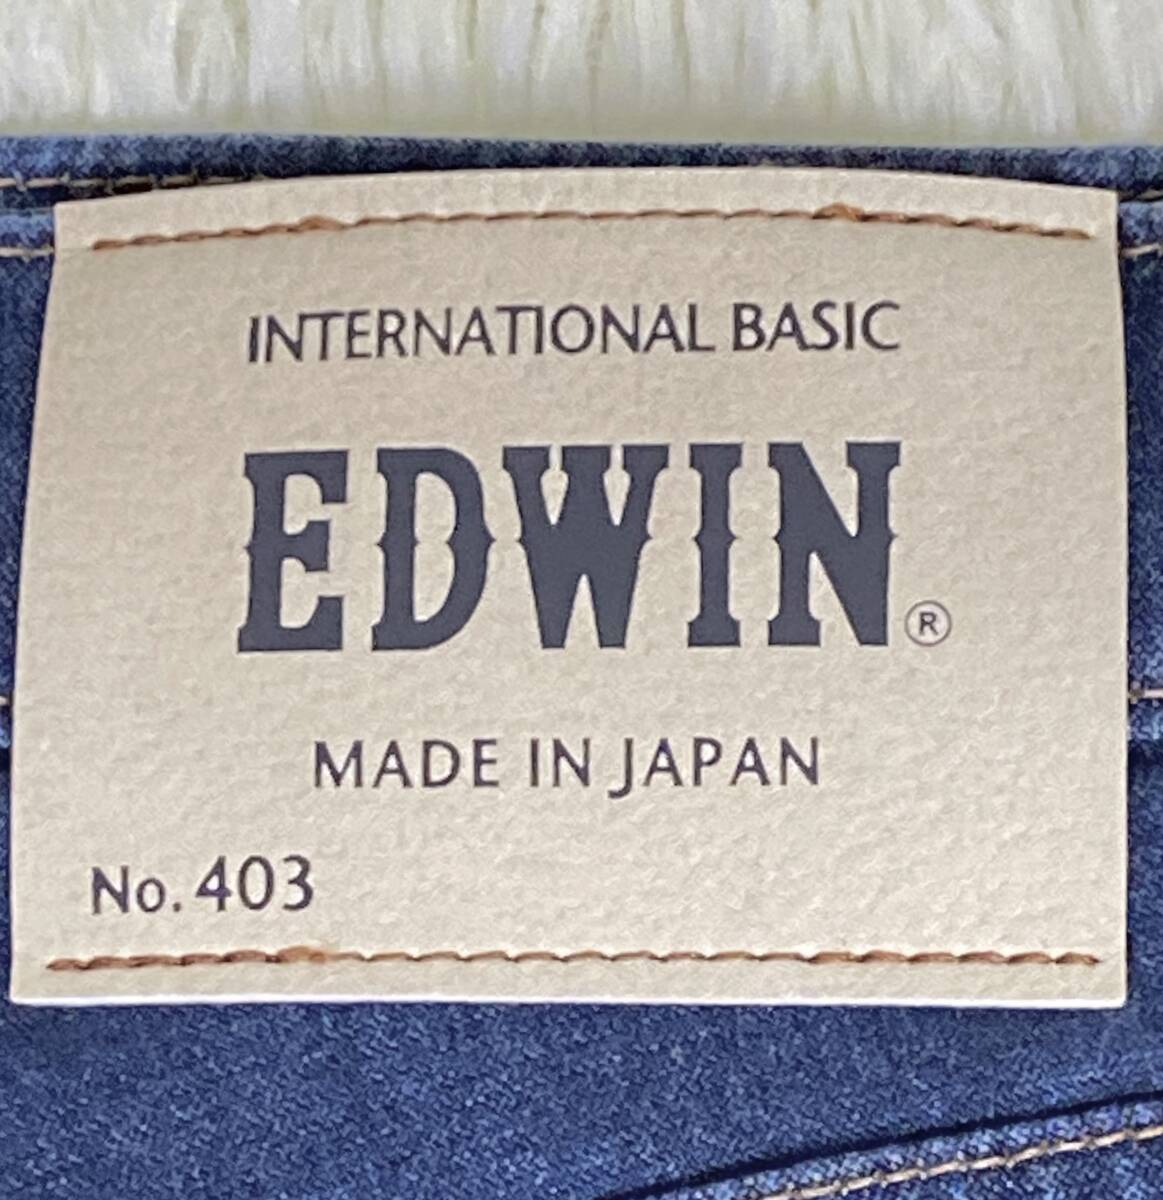 INTERNATIONAL BASIC
EDWIN®
MADE IN JAPAN
No. 403